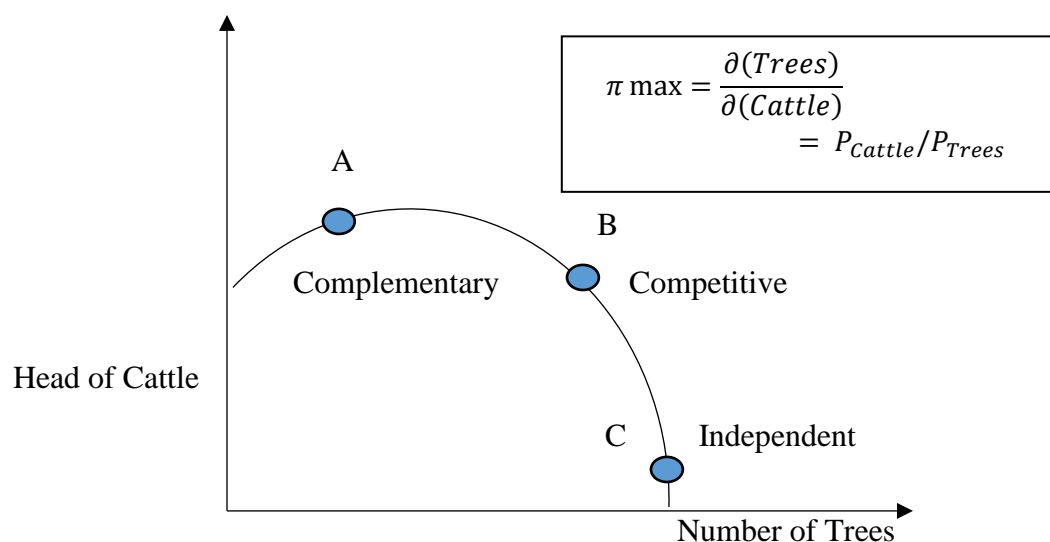 π max = ∂(Trees)/∂(Cattle)
= P_Cattle/P_Trees
A
B
Complementary
Competitive
Head of Cattle
C
Independent
Number of Trees